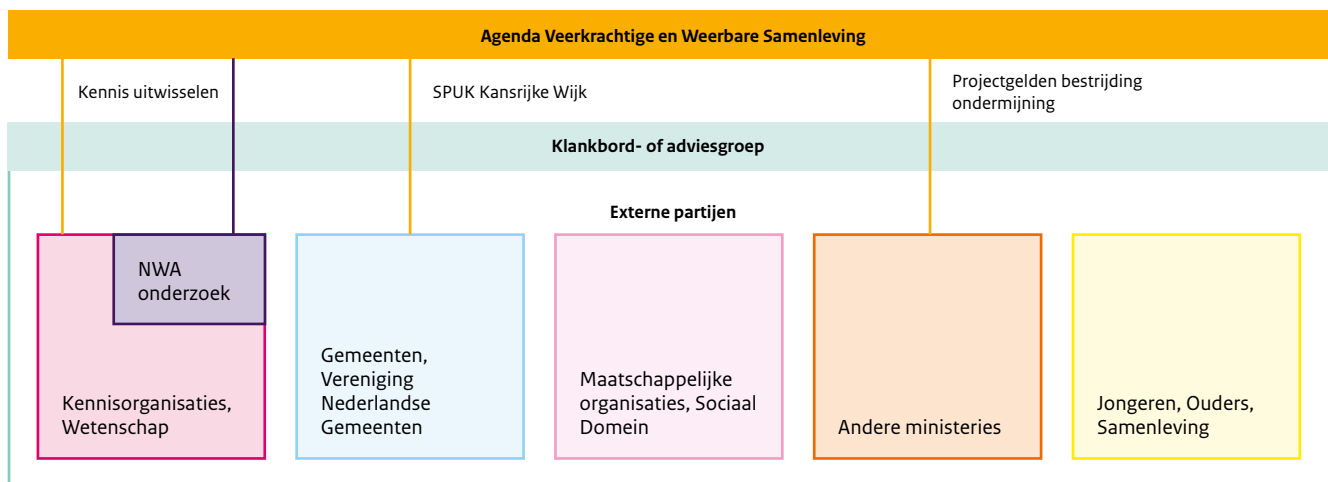 Agenda Veerkrachtige en Weerbare Samenleving
Kennis uitwisselen
SPUK Kansrijke Wijk
Projectgelden bestrijding
ondermijning
Klankbord- of adviesgroep
Externe partijen
NWA
onderzoek
Kennisorganisaties,
Wetenschap
Gemeenten,
Vereniging
Nederlandse
Gemeenten
Maatschappelijke
organisaties, Sociaal
Domein
Andere ministeries
Jongeren, Ouders,
Samenleving